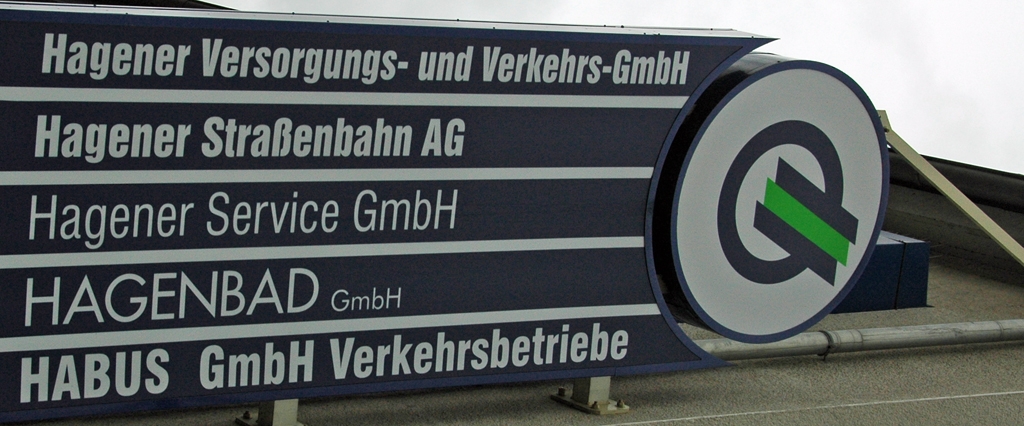 Hagener Versorgungs- und Verkehrs-GmbH
Hagener Straßenbahn AG
Hagener Service GmbH
HAGENBAD GmbH
HABUS GmbH Verkehrsbetriebe